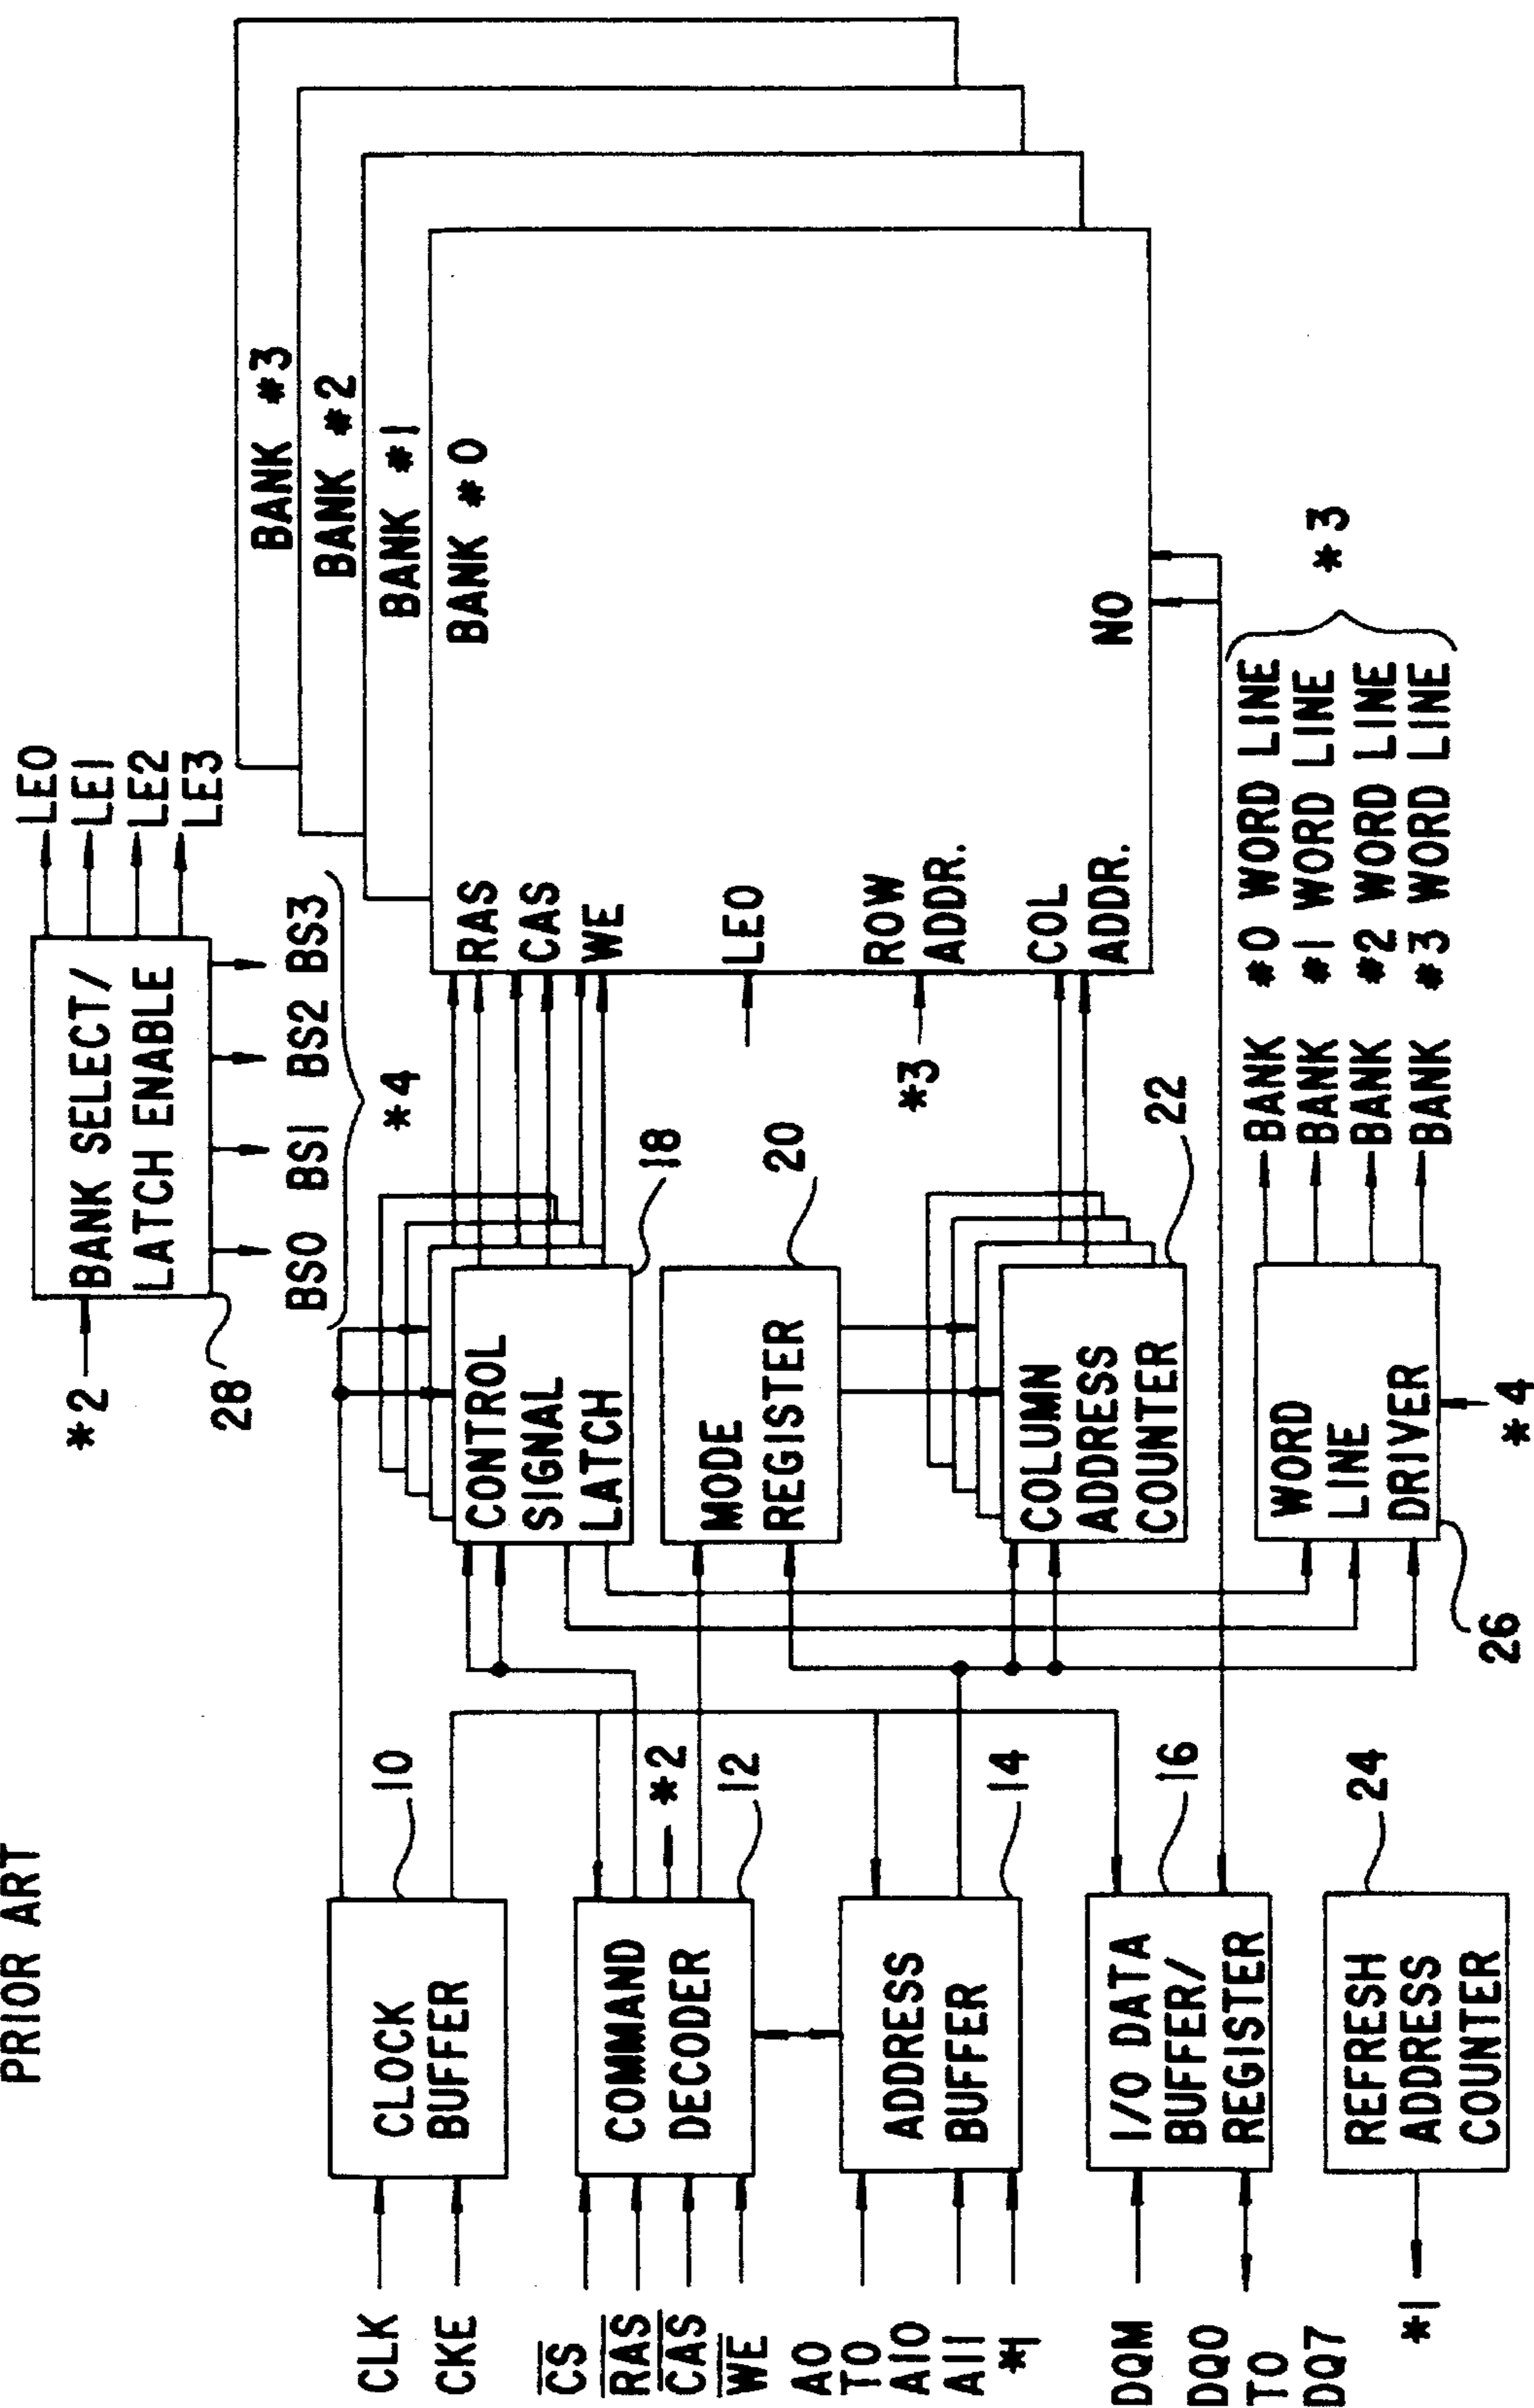 PRIOR ART
CLK
CKE
CS
RAS
CAS
WE
A0
TO
A10
A11
*1
DQM
DQ0
TO
DQ7
*1
CLOCK
BUFFER
10
COMMAND
DECODER
*2
12
ADDRESS
BUFFER
14
I/O DATA
BUFFER/
REGISTER
16
REFRESH
ADDRESS
COUNTER
24
*2
BANK SELECT/
LATCH ENABLE
28
LE0
LE1
LE2
LE3
BS0 BS1 BS2 BS3
*4
CONTROL
SIGNAL
LATCH
18
MODE
REGISTER
20
COLUMN
ADDRESS
COUNTER
22
WORD
LINE
DRIVER
26
*4
BANK #3
BANK #2
BANK #1
BANK #0
RAS
CAS
WE
LE0
ROW
ADDR.
*3
COL
ADDR.
NO
BANK #0 WORD LINE
BANK #1 WORD LINE
BANK #2 WORD LINE
BANK #3 WORD LINE
*3